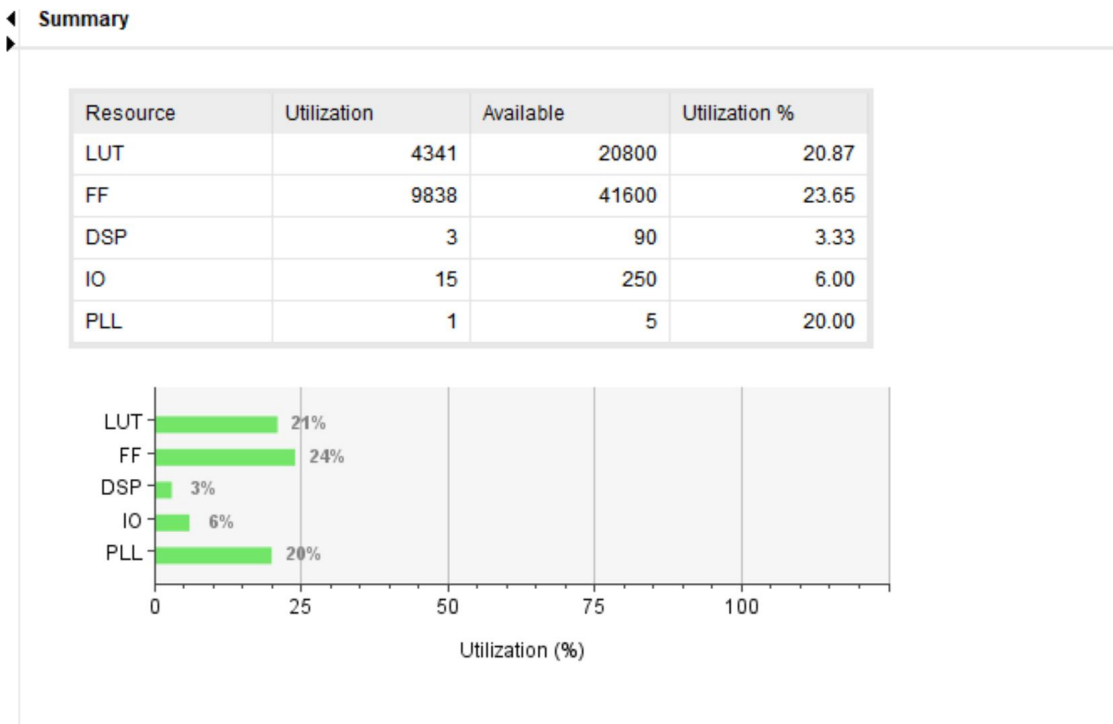 Summary
Resource Utilization Available Utilization %
LUT 4341 20800 20.87
FF 9838 41600 23.65
DSP 3 90 3.33
IO 15 250 6.00
PLL 1 5 20.00
LUT 21%
FF 24%
DSP 3%
IO 6%
PLL 20%
0 25 50 75 100
Utilization (%)